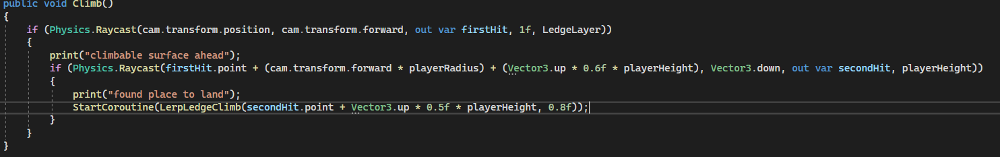 public void Climb()
{
if (Physics.Raycast(cam.transform.position, cam.transform.forward, out var firstHit, 1f, LedgeLayer))
{
print("climbable surface ahead");
if (Physics.Raycast(firstHit.point + (cam.transform.forward * playerRadius) + (Vector3.up * 0.6f * playerHeight), Vector3.down, out var secondHit, playerHeight))
{
print("found place to land");
StartCoroutine(LerpLedgeClimb(secondHit.point + Vector3.up * 0.5f * playerHeight, 0.8f));
}
}
}